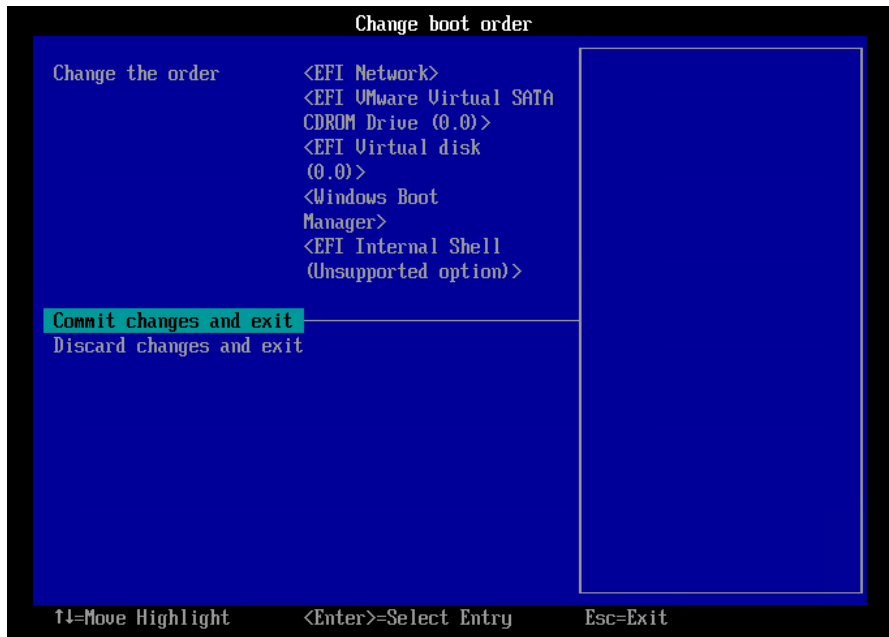 Change boot order
Change the order <EFI Network>
<EFI VMware Virtual SATA
CDROM Drive (0.0)>
<EFI Virtual disk
(0.0)>
<Windows Boot
Manager>
<EFI Internal Shell
(Unsupported option)>
Commit changes and exit
Discard changes and exit
↑↓=Move Highlight <Enter>=Select Entry Esc=Exit